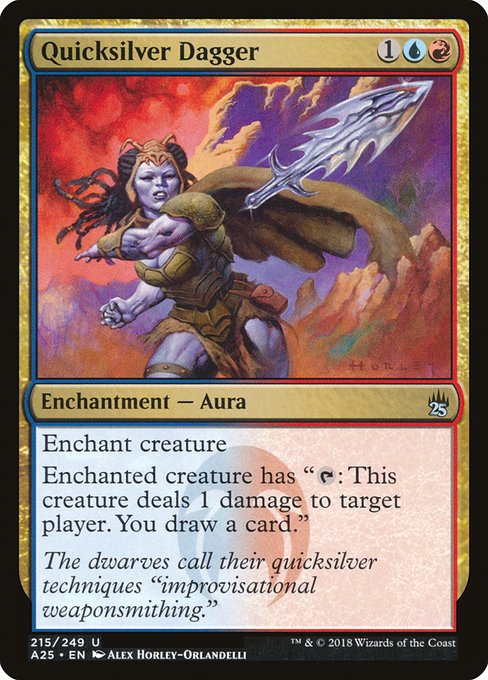 Quicksilver Dagger 1
HORLEY
Enchantment — Aura
25
Enchant creature
Enchanted creature has “: This
creature deals 1 damage to target
player. You draw a card.”
The dwarves call their quicksilver
techniques “improvisational
weaponsmithing.”
215/249 U
A25 • EN Alex Horley-Orlandelli
™ & © 2018 Wizards of the Coast